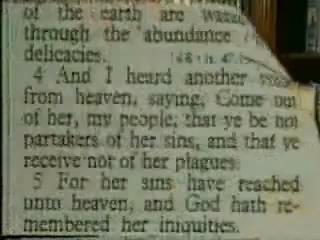 of the earth are
through the abundance
delicacies.
4 And I heard another
from heaven, saying, Come out
of her, my people, that ye be not
partakers of her sins, and that ye
receive not of her plagues.
5 For her sins have reached
unto heaven, and God hath re-
membered her iniquities.